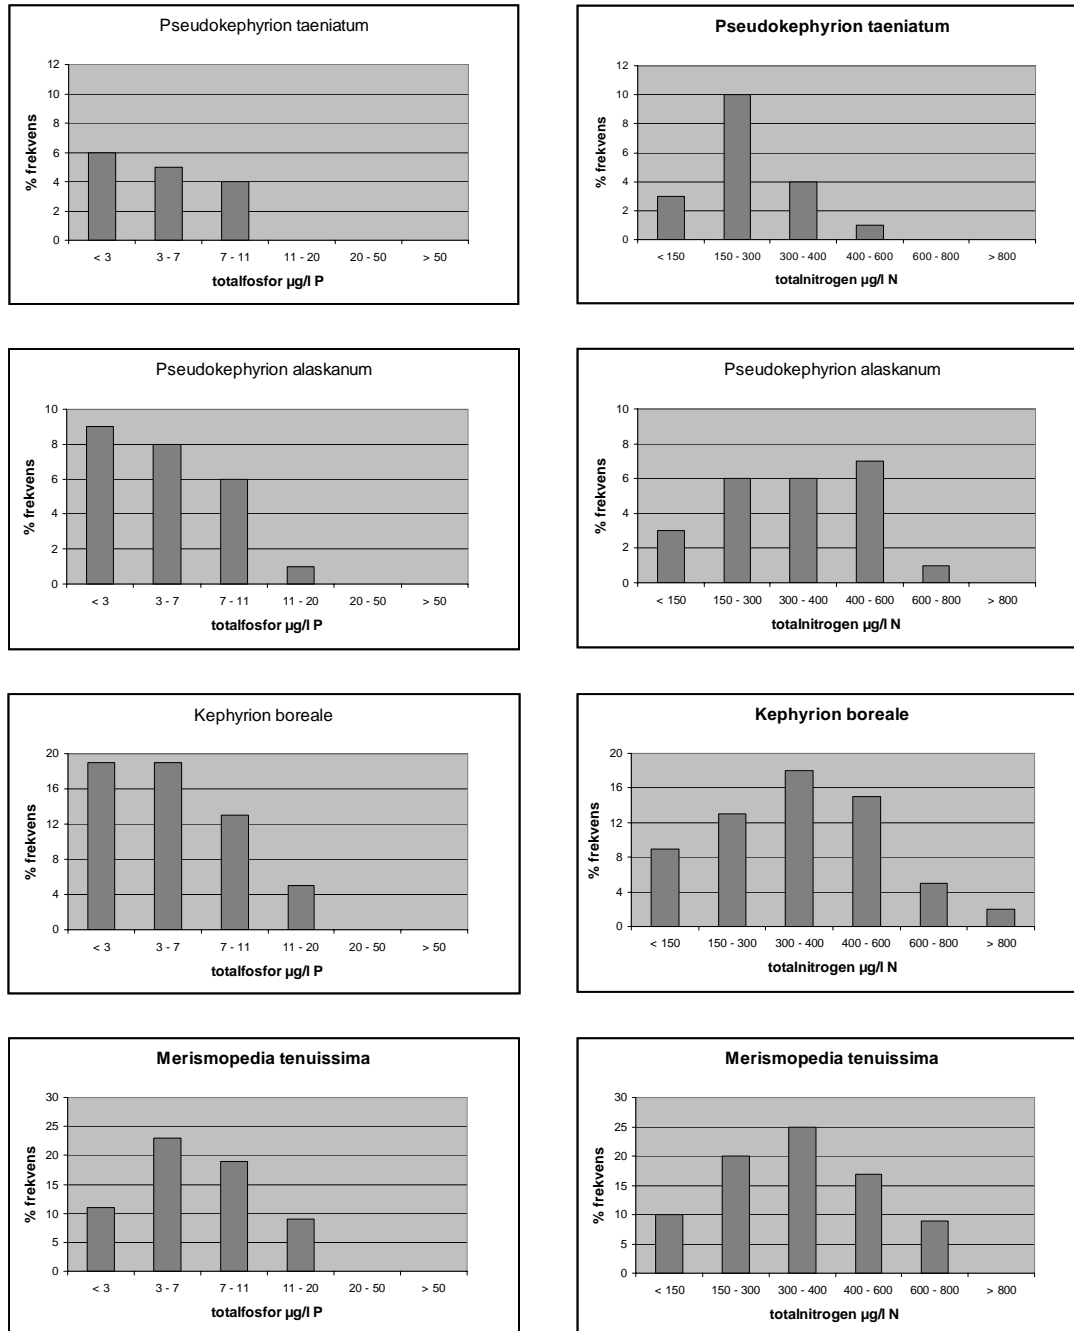 Pseudokephyrion taeniatum
12
10
8
6
4
2
0
% frekvens
< 3 3 - 7 7 - 11 11 - 20 20 - 50 > 50
totalfosfor µg/l P
Pseudokephyrion taeniatum
12
10
8
6
4
2
0
% frekvens
< 150 150 - 300 300 - 400 400 - 600 600 - 800 > 800
totalnitrogen µg/l N
Pseudokephyrion alaskanum
10
8
6
4
2
0
% frekvens
< 3 3 - 7 7 - 11 11 - 20 20 - 50 > 50
totalfosfor µg/l P
Pseudokephyrion alaskanum
10
8
6
4
2
0
% frekvens
< 150 150 - 300 300 - 400 400 - 600 600 - 800 > 800
totalnitrogen µg/l N
Kephyrion boreale
20
16
12
8
4
0
% frekvens
< 3 3 - 7 7 - 11 11 - 20 20 - 50 > 50
totalfosfor µg/l P
Kephyrion boreale
20
16
12
8
4
0
% frekvens
< 150 150 - 300 300 - 400 400 - 600 600 - 800 > 800
totalnitrogen µg/l N
Merismopedia tenuissima
30
25
20
15
10
5
0
% frekvens
< 3 3 - 7 7 - 11 11 - 20 20 - 50 > 50
totalfosfor µg/l P
Merismopedia tenuissima
30
25
20
15
10
5
0
% frekvens
< 150 150 - 300 300 - 400 400 - 600 600 - 800 > 800
totalnitrogen µg/l N